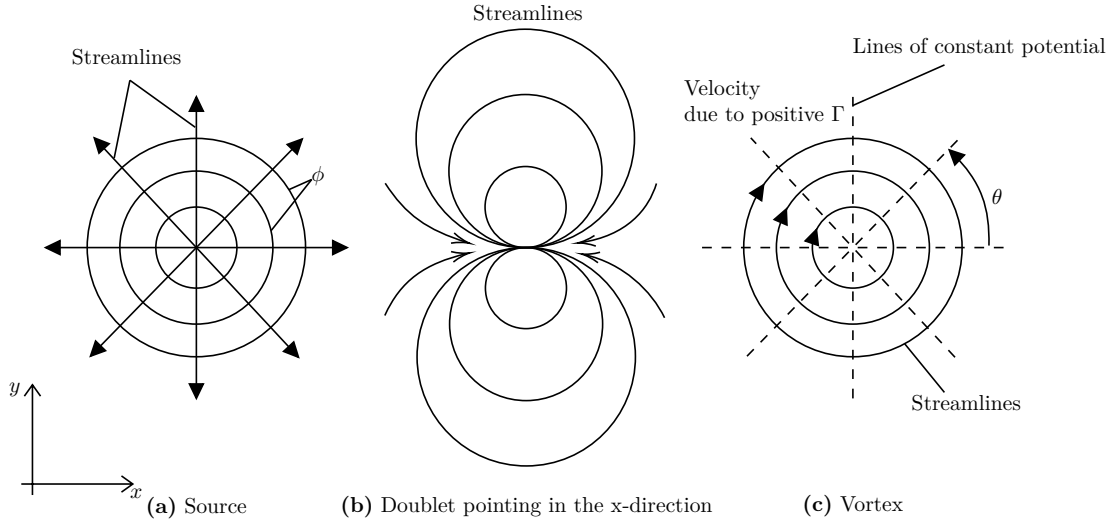 Streamlines
Streamlines
Lines of constant potential
Velocity
due to positive Γ
ϕ
θ
Streamlines
y
x
(a) Source
(b) Doublet pointing in the x-direction
(c) Vortex